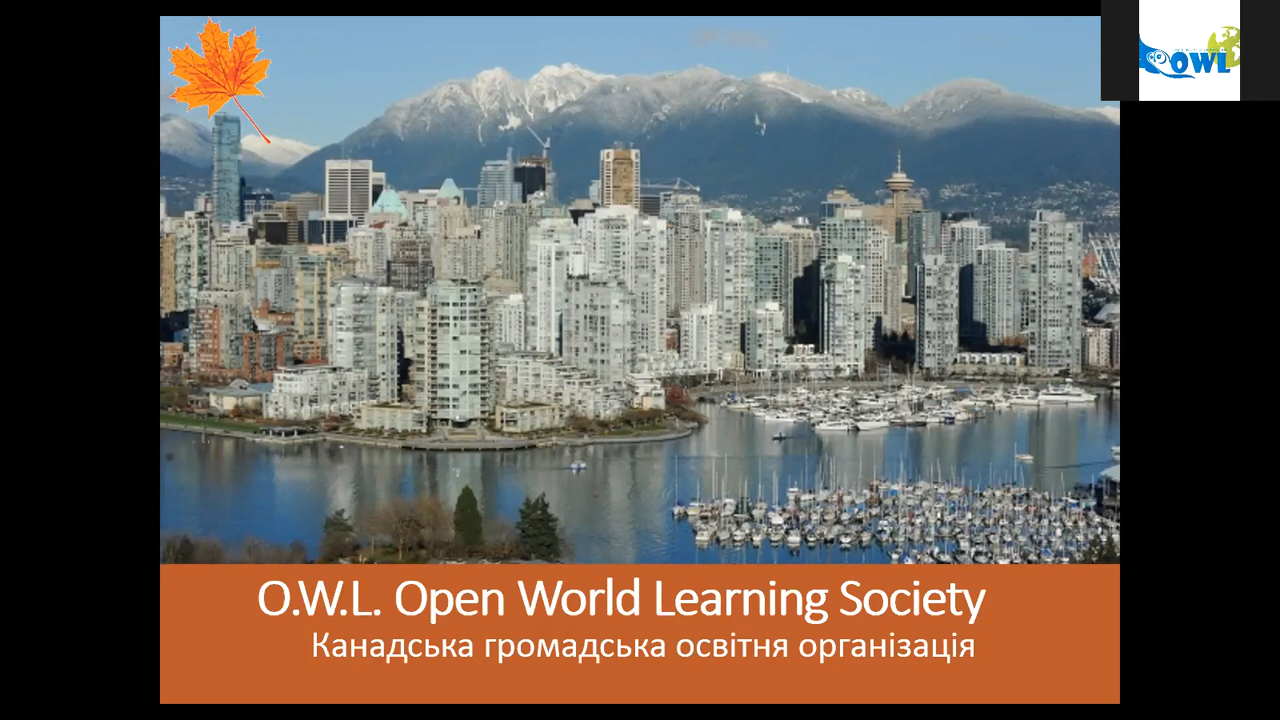 OWL
O.W.L. Open World Learning Society
Канадська громадська освітня організація